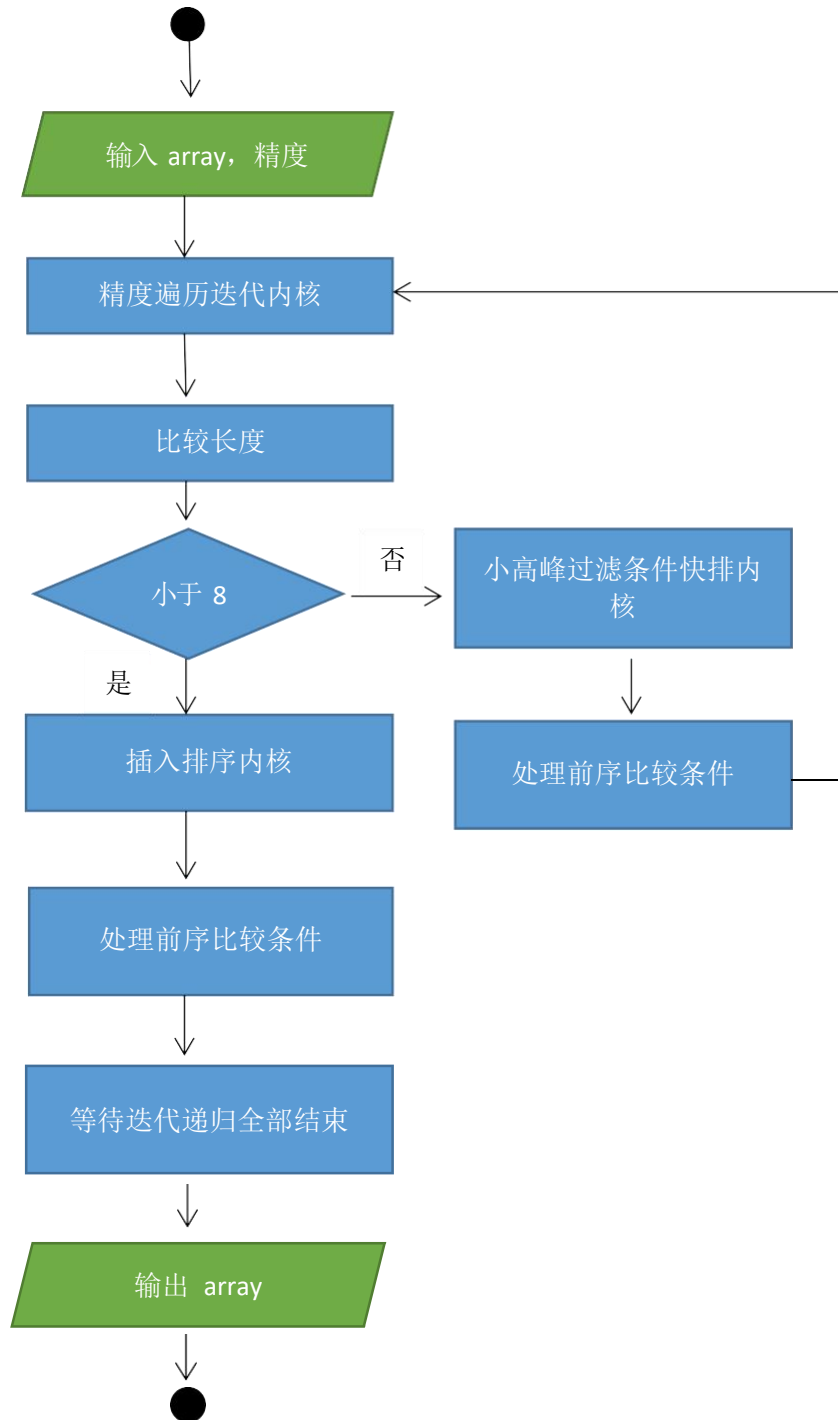 输入 array，精度
精度遍历迭代内核
比较长度
小于 8
否
小高峰过滤条件快排内
核
是
插入排序内核
处理前序比较条件
处理前序比较条件
等待迭代递归全部结束
输出 array